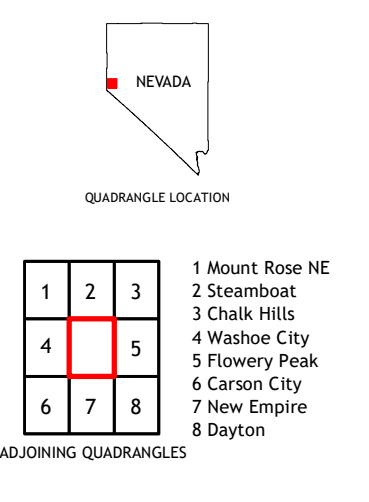 NEVADA
QUADRANGLE LOCATION
1 2 3
4 5
6 7 8
ADJOINING QUADRANGLES
1 Mount Rose NE
2 Steamboat
3 Chalk Hills
4 Washoe City
5 Flowery Peak
6 Carson City
7 New Empire
8 Dayton